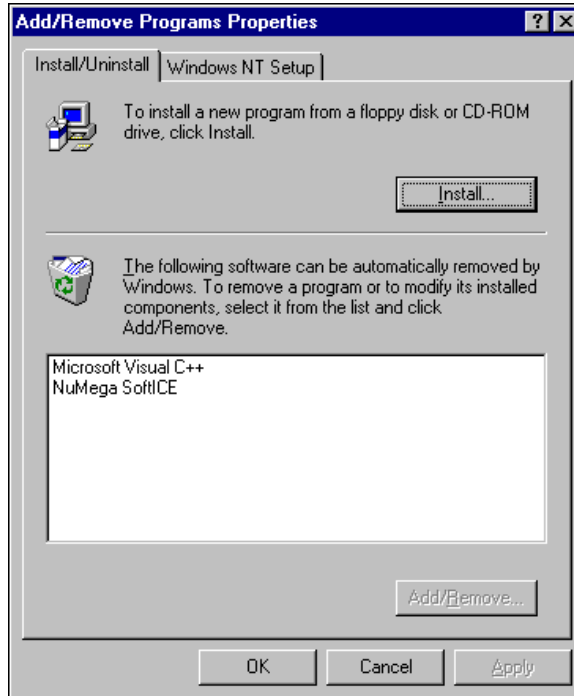 Add/Remove Programs Properties
Install/Uninstall
Windows NT Setup
To install a new program from a floppy disk or CD-ROM
drive, click Install.
Install...
The following software can be automatically removed by
Windows. To remove a program or to modify its installed
components, select it from the list and click
Add/Remove.
Microsoft Visual C++
NuMega SoftICE
Add/Remove...
OK
Cancel
Apply